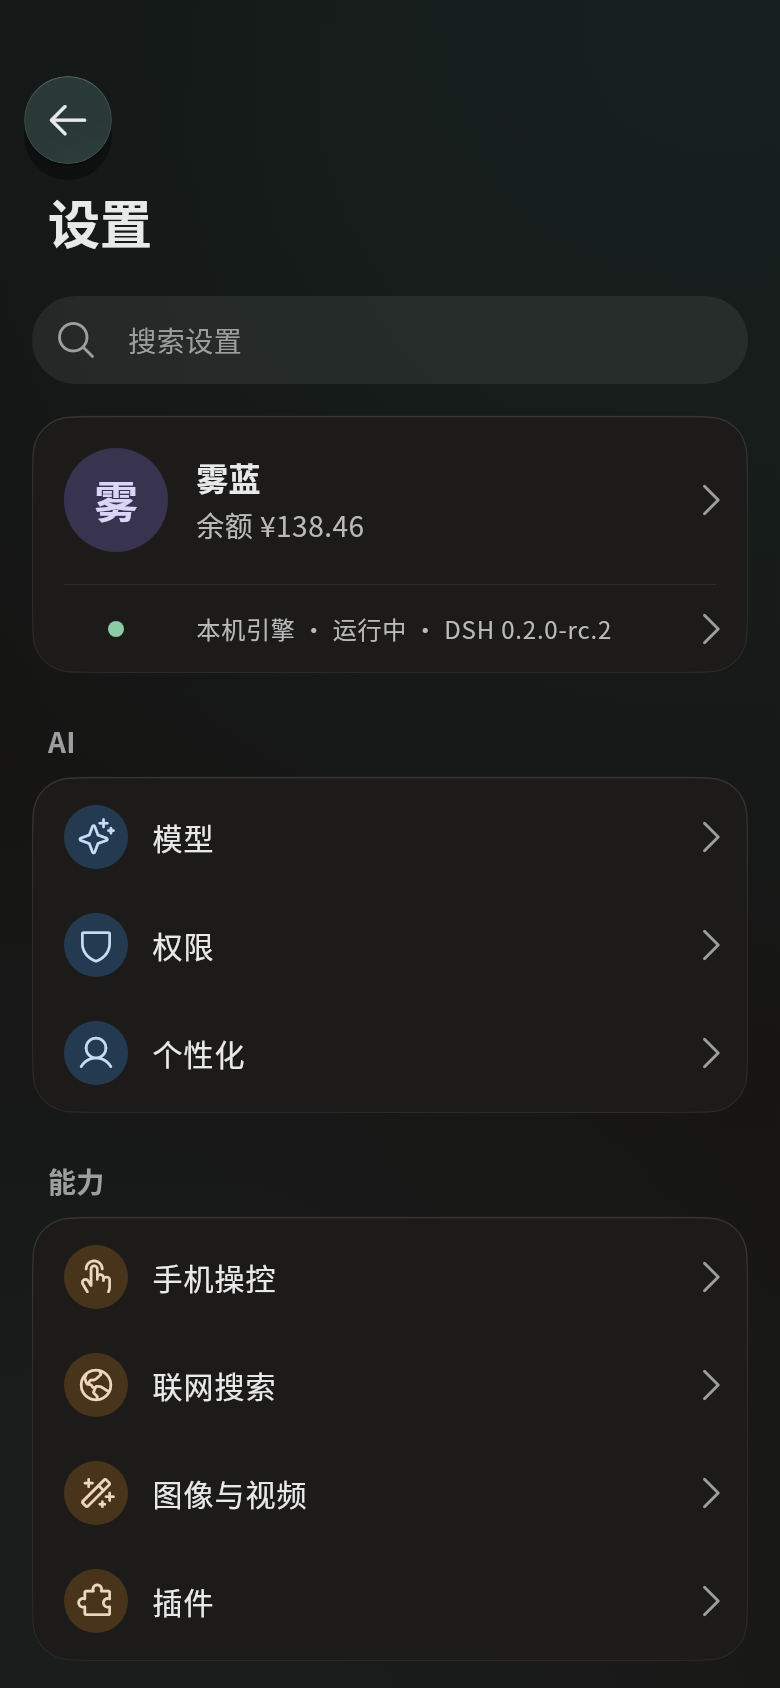 设置
搜索设置
雾
雾蓝
余额 ¥138.46
本机引擎 · 运行中 · DSH 0.2.0-rc.2
AI
模型
权限
个性化
能力
手机操控
联网搜索
图像与视频
插件